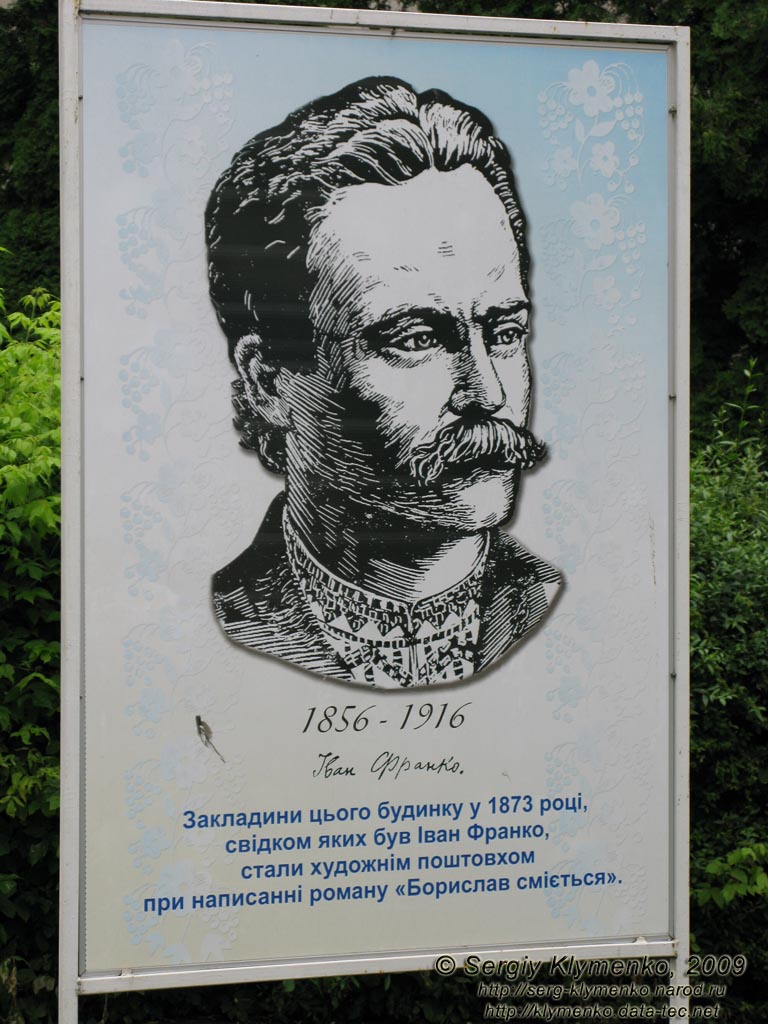 1856 - 1916
Іван Франко.
Закладини цього будинку у 1873 році,
свідком яких був Іван Франко,
стали художнім поштовхом
при написанні роману «Борислав сміється».
© Sergiy Klymenko, 2009
http://serg-klymenko.narod.ru
http://klymenko.data-tec.net